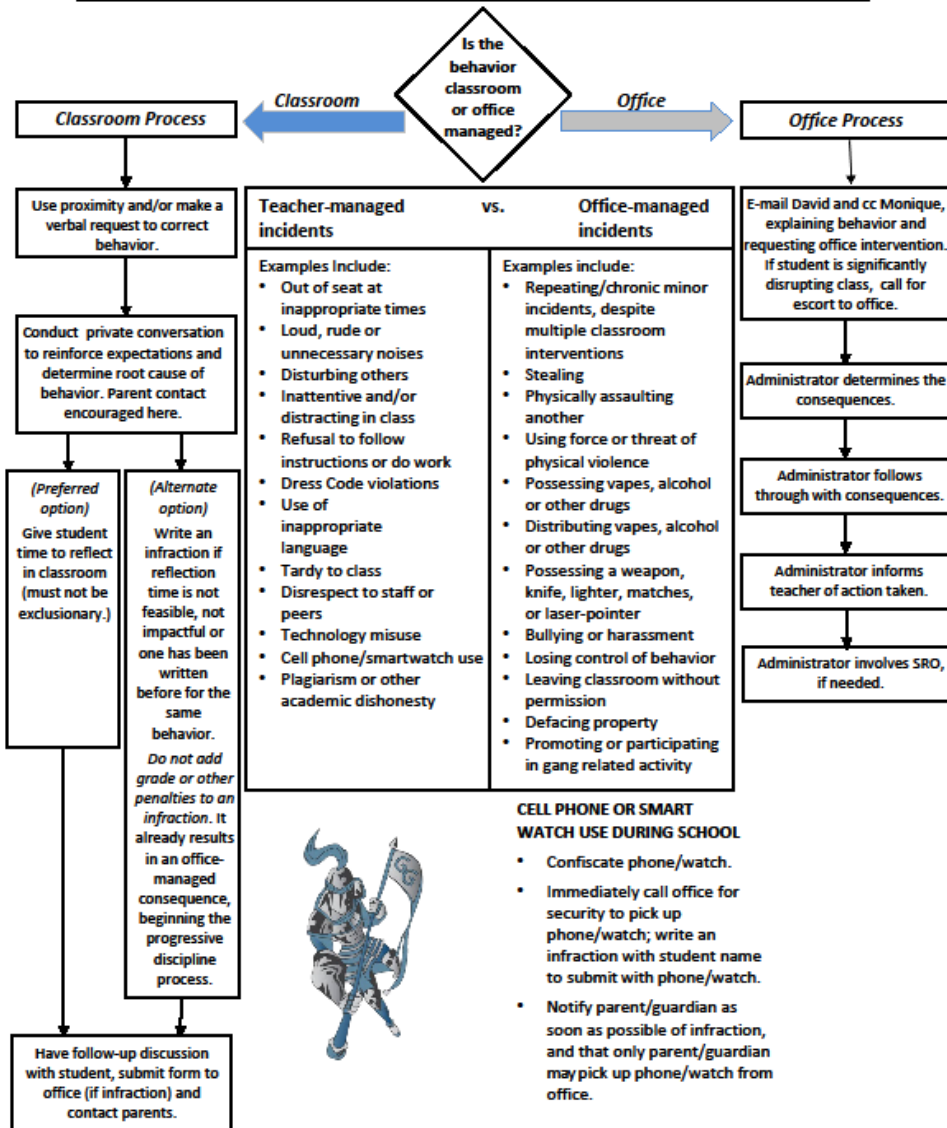 Is the
behavior
classroom
or office
managed?
Classroom
Office
Classroom Process
Office Process
Use proximity and/or make a
verbal request to correct
behavior.
Conduct private conversation
to reinforce expectations and
determine root cause of
behavior. Parent contact
encouraged here.
(Preferred
option)
Give student
time to reflect
in classroom
(must not be
exclusionary.)
(Alternate
option)
Write an
infraction if
reflection
time is not
feasible, not
impactful or
one has been
written
before for the
same
behavior.
Do not add
grade or other
penalties to an
infraction. It
already results
in an office-
managed
consequence,
beginning the
progressive
discipline
process.
Have follow-up discussion
with student, submit form to
office (if infraction) and
contact parents.
Teacher-managed vs. Office-managed
incidents incidents
Examples Include:
• Out of seat at
inappropriate times
• Loud, rude or
unnecessary noises
• Disturbing others
• Inattentive and/or
distracting in class
• Refusal to follow
instructions or do work
• Dress Code violations
• Use of
inappropriate
language
• Tardy to class
• Disrespect to staff or
peers
• Technology misuse
• Cell phone/smartwatch use
• Plagiarism or other
academic dishonesty
Examples include:
• Repeating/chronic minor
incidents, despite
multiple classroom
interventions
• Stealing
• Physically assaulting
another
• Using force or threat of
physical violence
• Possessing vapes, alcohol
or other drugs
• Distributing vapes, alcohol
or other drugs
• Possessing a weapon,
knife, lighter, matches,
or laser-pointer
• Bullying or harassment
• Losing control of behavior
• Leaving classroom without
permission
• Defacing property
• Promoting or participating
in gang related activity
E-mail David and cc Monique,
explaining behavior and
requesting office intervention.
If student is significantly
disrupting class, call for
escort to office.
Administrator determines the
consequences.
Administrator follows
through with consequences.
Administrator informs
teacher of action taken.
Administrator involves SRO,
if needed.
CELL PHONE OR SMART
WATCH USE DURING SCHOOL
• Confiscate phone/watch.
• Immediately call office for
security to pick up
phone/watch; write an
infraction with student name
to submit with phone/watch.
• Notify parent/guardian as
soon as possible of infraction,
and that only parent/guardian
may pick up phone/watch from
office.